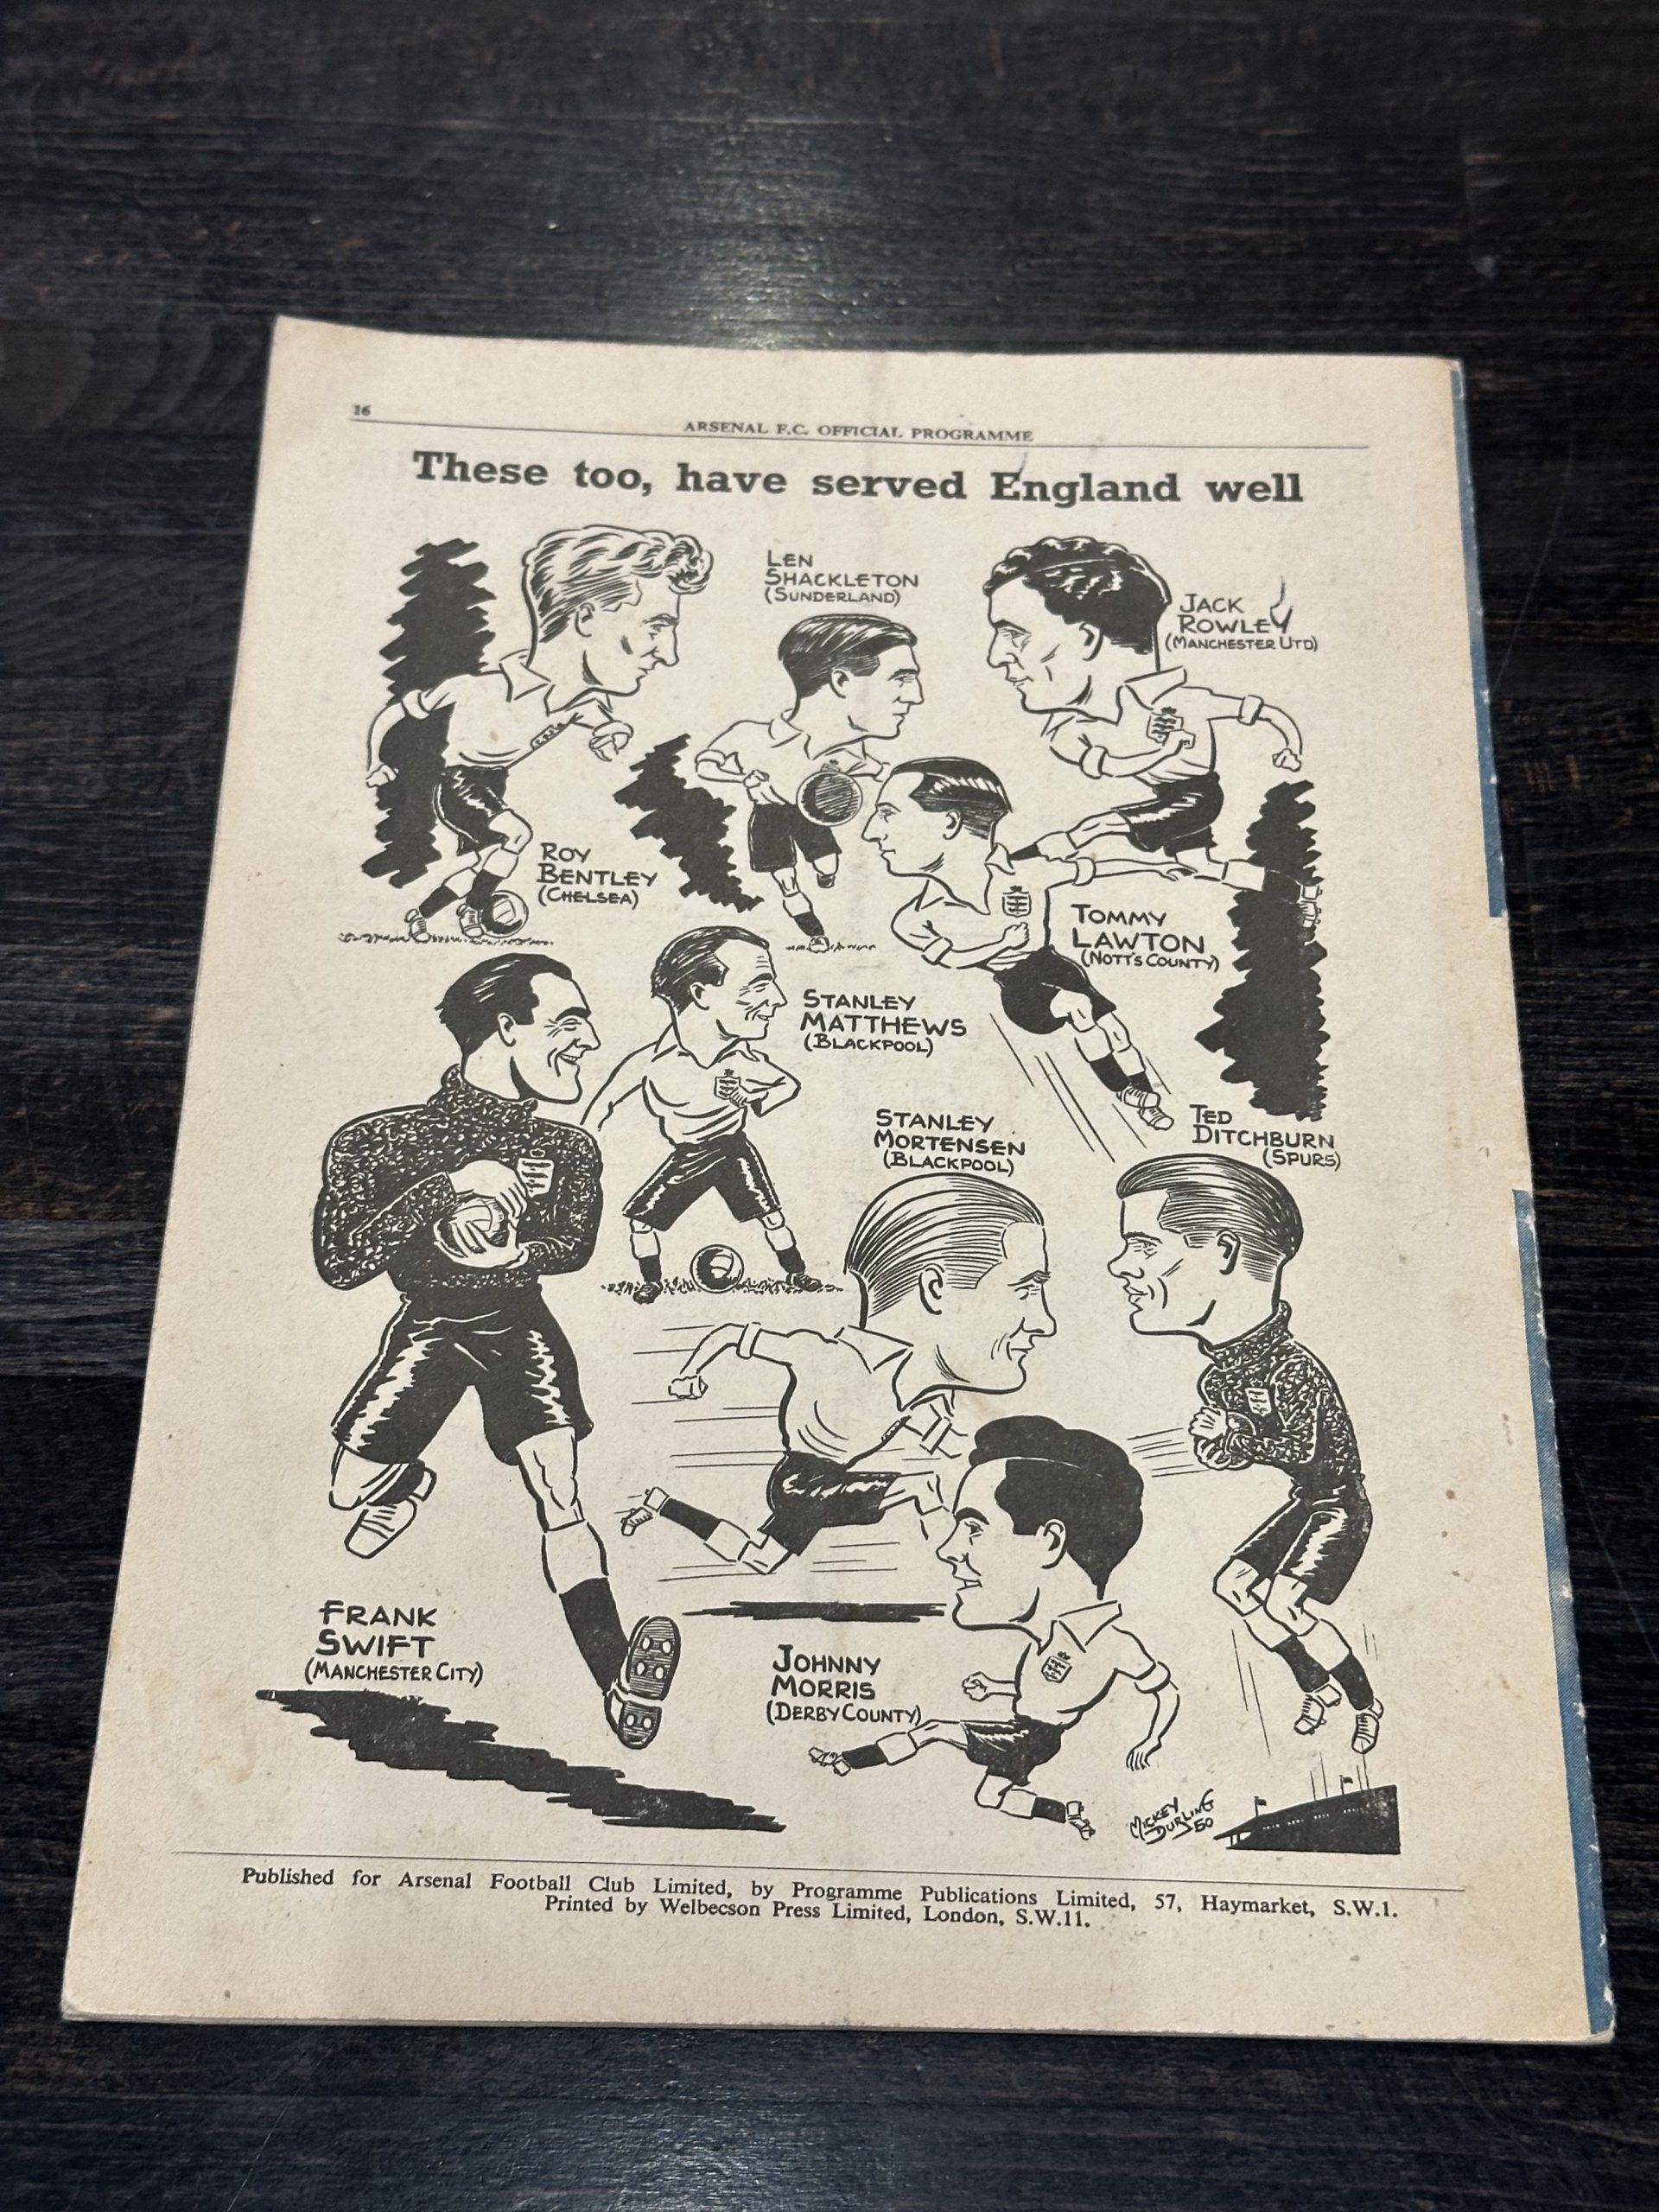 16
ARSENAL F.C. OFFICIAL PROGRAMME
These too, have served England well
LEN
SHACKLETON
(SUNDERLAND)
JACK
ROWLEY
(MANCHESTER UTD)
ROY
BENTLEY
(CHELSEA)
TOMMY
LAWTON
(NOTTS COUNTY)
STANLEY
MATTHEWS
(BLACKPOOL)
STANLEY
MORTENSEN
(BLACKPOOL)
TED
DITCHBURN
(SPURS)
FRANK
SWIFT
(MANCHESTER CITY)
JOHNNY
MORRIS
(DERBY COUNTY)
MICKEY
DURLING
50
Published for Arsenal Football Club Limited, by Programme Publications Limited, 57, Haymarket, S.W.1.
Printed by Welbecson Press Limited, London, S.W.11.